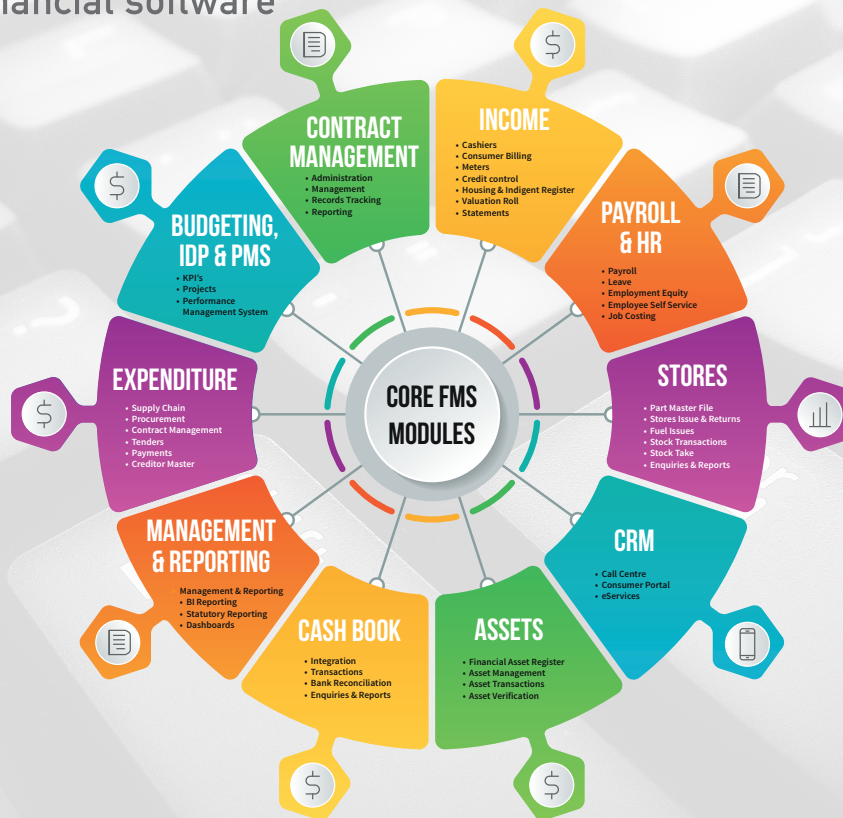 nancial software
CONTRACT
MANAGEMENT
• Administration
• Management
• Records Tracking
• Reporting
INCOME
• Cashiers
• Consumer Billing
• Meters
• Credit control
• Housing & Indigent Register
• Valuation Roll
• Statements
PAYROLL
& HR
• Payroll
• Leave
• Employment Equity
• Employee Self Service
• Job Costing
STORES
• Part Master File
• Stores Issue & Returns
• Fuel Issues
• Stock Transactions
• Stock Take
• Enquiries & Reports
CRM
• Call Centre
• Consumer Portal
• eServices
ASSETS
• Financial Asset Register
• Asset Management
• Asset Transactions
• Asset Verification
CASH BOOK
• Integration
• Transactions
• Bank Reconciliation
• Enquiries & Reports
MANAGEMENT
& REPORTING
Management & Reporting
• BI Reporting
• Statutory Reporting
• Dashboards
EXPENDITURE
• Supply Chain
• Procurement
• Contract Management
• Tenders
• Payments
• Creditor Master
BUDGETING,
IDP & PMS
• KPI's
• Projects
• Performance
Management System
CORE FMS
MODULES